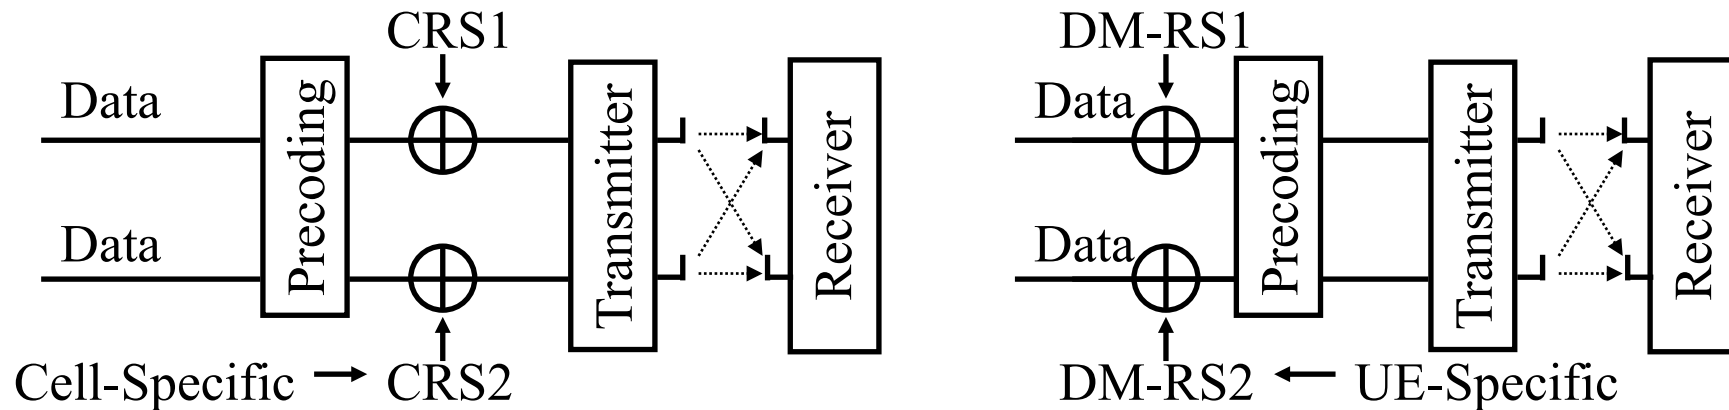 CRS1
Data
Precoding
Transmitter
Receiver
Data
Cell-Specific
CRS2
DM-RS1
Data
Precoding
Transmitter
Receiver
Data
DM-RS2
UE-Specific